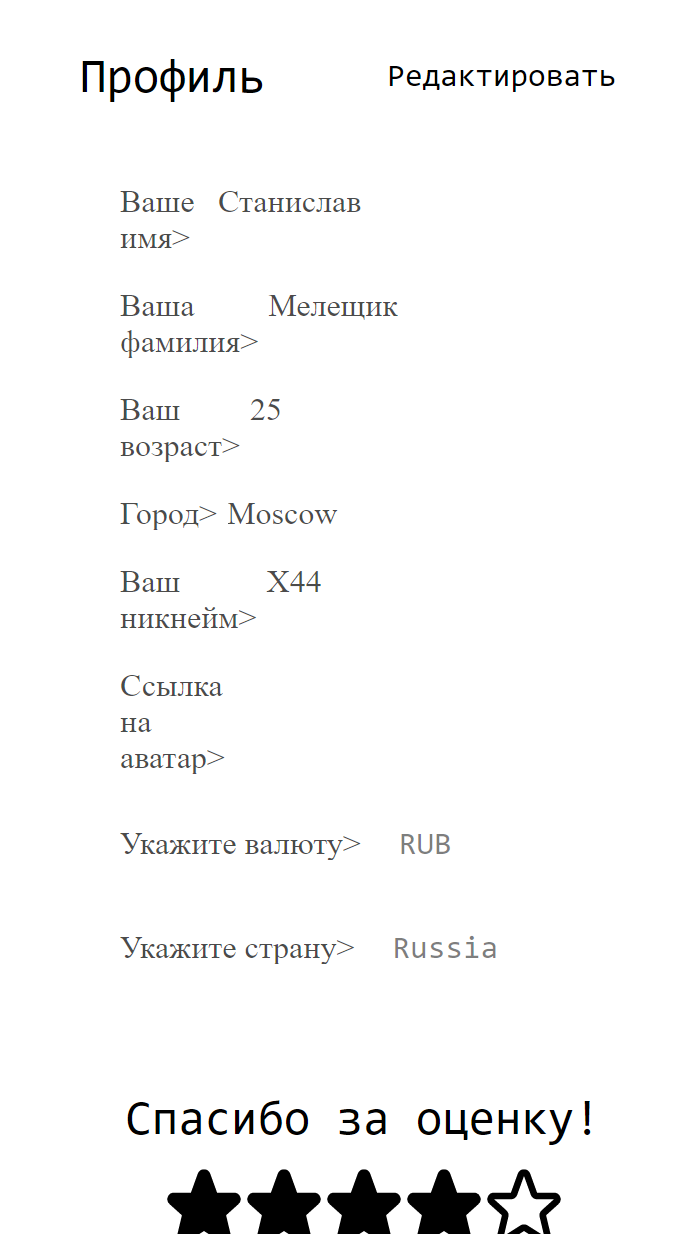 Профиль Редактировать
Ваше Станислав
имя>
Ваша Мелещик
фамилия>
Ваш 25
возраст>
Город> Moscow
Ваш X44
никнейм>
Ссылка
на
аватар>
Укажите валюту> RUB
Укажите страну> Russia
Спасибо за оценку!